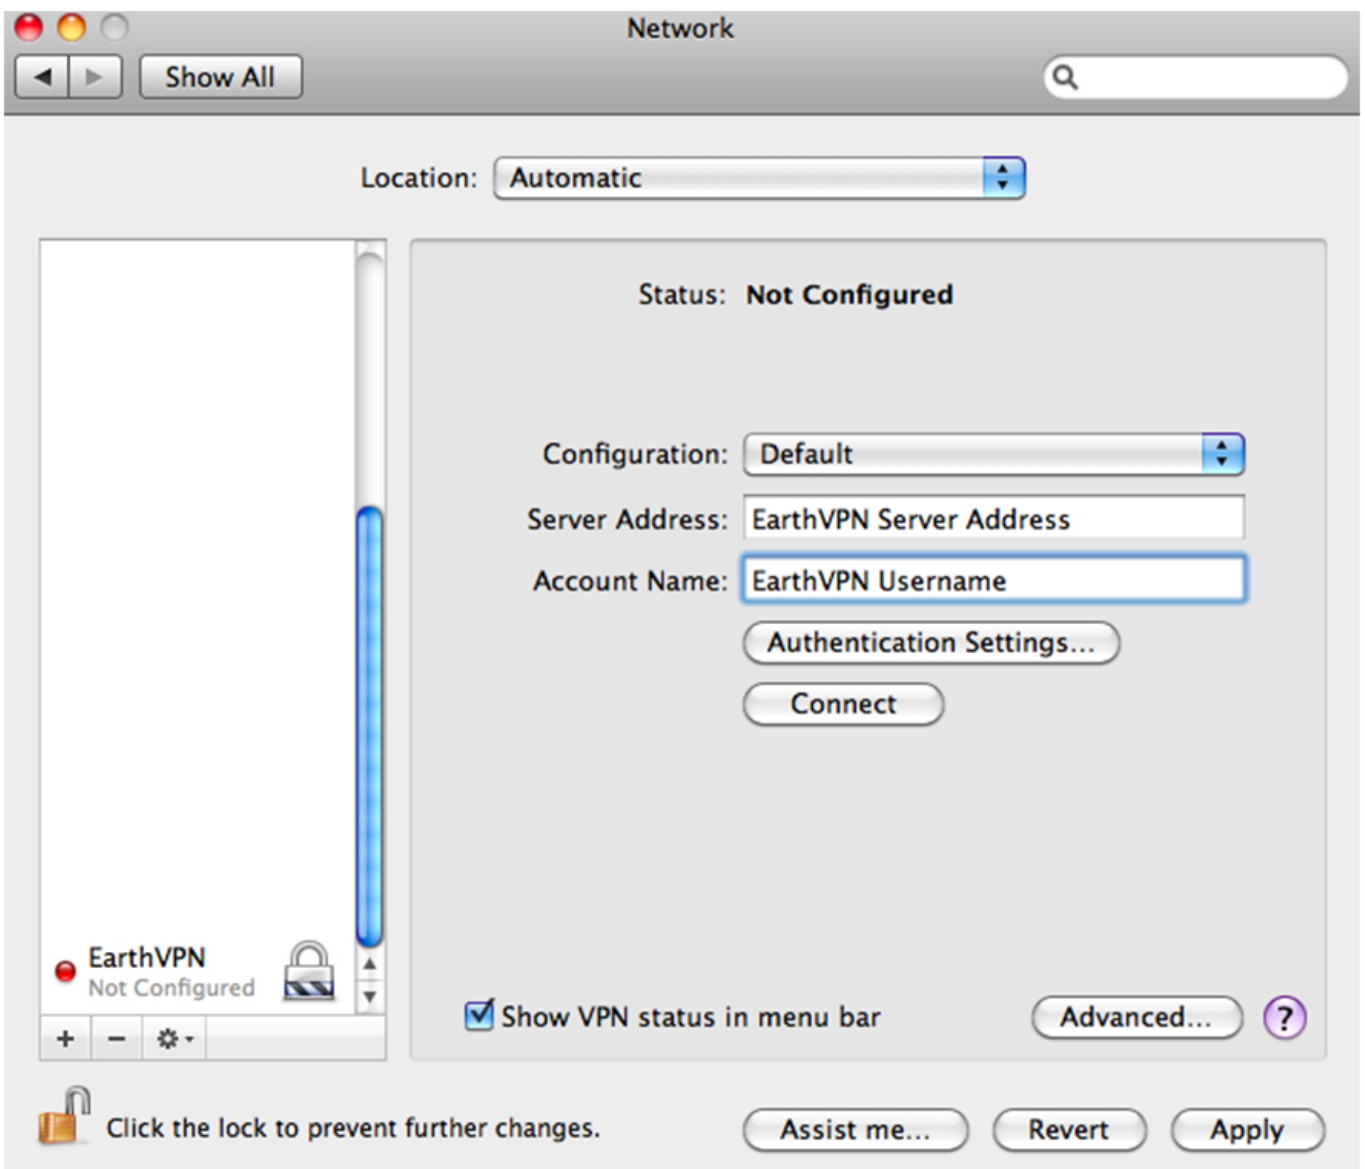 Network
Show All
Location: Automatic
Status: Not Configured
Configuration: Default
Server Address: EarthVPN Server Address
Account Name: EarthVPN Username
Authentication Settings...
Connect
EarthVPN
Not Configured
Show VPN status in menu bar
Advanced...
?
+ −
Click the lock to prevent further changes.
Assist me...
Revert
Apply